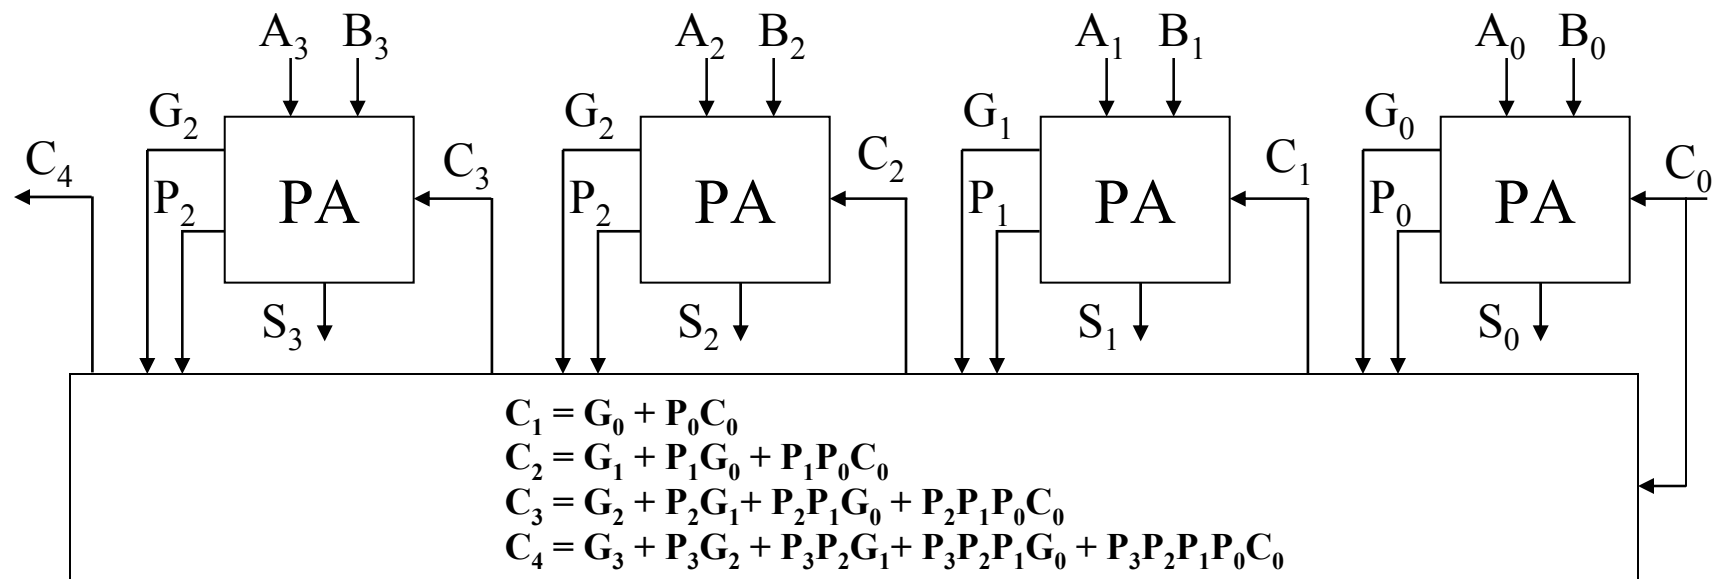 A₃ B₃ A₂ B₂ A₁ B₁ A₀ B₀
G₂ G₂ G₁ G₀
C₄ C₃ C₂ C₁ C₀
P₂ PA P₂ PA P₁ PA P₀ PA
S₃ S₂ S₁ S₀
C₁ = G₀ + P₀C₀
C₂ = G₁ + P₁G₀ + P₁P₀C₀
C₃ = G₂ + P₂G₁+ P₂P₁G₀ + P₂P₁P₀C₀
C₄ = G₃ + P₃G₂ + P₃P₂G₁+ P₃P₂P₁G₀ + P₃P₂P₁P₀C₀